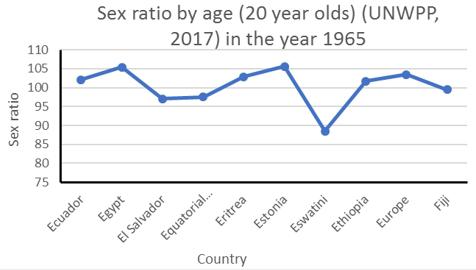 Sex ratio by age (20 year olds) (UNWPP,
2017) in the year 1965
110
105
100
95
90
85
80
75
Sex ratio
Ecuador
Egypt
El Salvador
Equatorial...
Eritrea
Estonia
Eswatini
Ethiopia
Europe
Fiji
Country